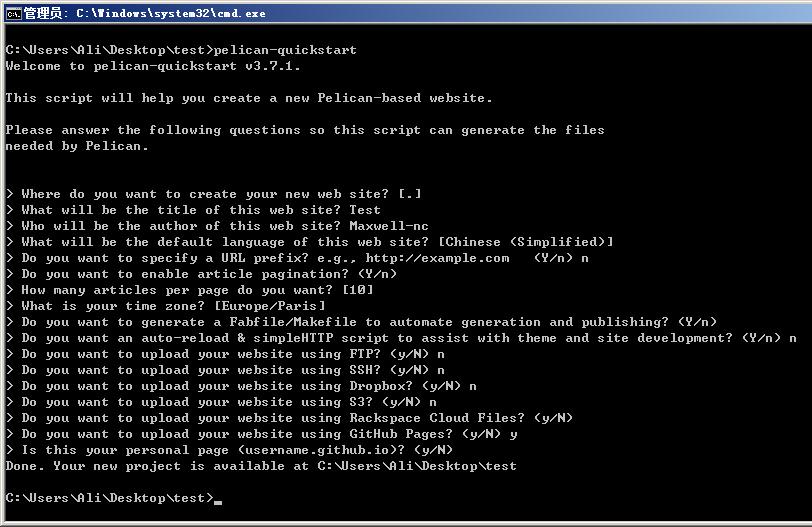 管理员: C:\Windows\system32\cmd.exe
C:\Users\Ali\Desktop\test>pelican-quickstart
Welcome to pelican-quickstart v3.7.1.
This script will help you create a new Pelican-based website.
Please answer the following questions so this script can generate the files
needed by Pelican.
> Where do you want to create your new web site? [.]
> What will be the title of this web site? Test
> Who will be the author of this web site? Maxwell-nc
> What will be the default language of this web site? [Chinese (Simplified)]
> Do you want to specify a URL prefix? e.g., http://example.com   (Y/n) n
> Do you want to enable article pagination? (Y/n)
> How many articles per page do you want? [10]
> What is your time zone? [Europe/Paris]
> Do you want to generate a Fabfile/Makefile to automate generation and publishing? (Y/n)
> Do you want an auto-reload & simpleHTTP script to assist with theme and site development? (Y/n) n
> Do you want to upload your website using FTP? (y/N) n
> Do you want to upload your website using SSH? (y/N) n
> Do you want to upload your website using Dropbox? (y/N) n
> Do you want to upload your website using S3? (y/N) n
> Do you want to upload your website using Rackspace Cloud Files? (y/N)
> Do you want to upload your website using GitHub Pages? (y/N) y
> Is this your personal page (username.github.io)? (y/N)
Done. Your new project is available at C:\Users\Ali\Desktop\test
C:\Users\Ali\Desktop\test>_